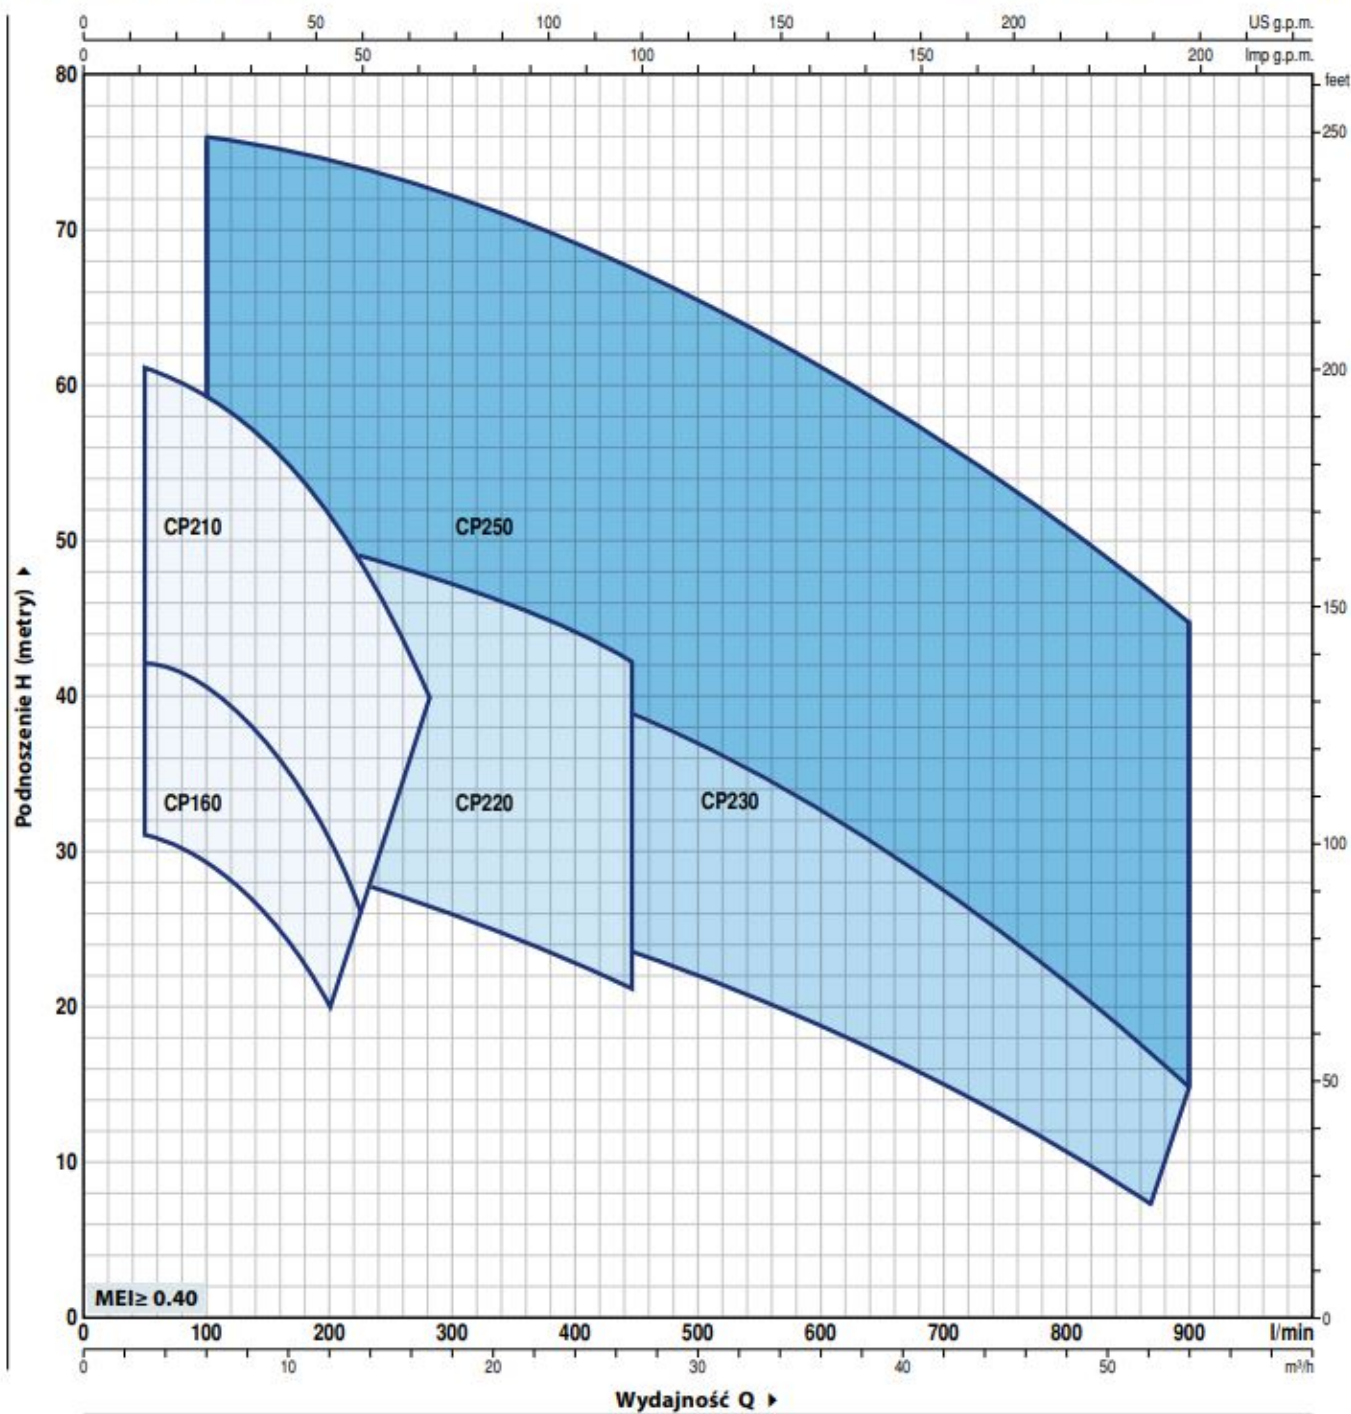 0 50 100 150 200 US g.p.m.
0 50 100 150 200 Imp g.p.m.
80 feet
250
70
60 200
CP210 CP250
50
150
Podnoszenie H (metry) ►
40
CP160 CP220 CP230
30 100
20
50
10
MEI≥ 0.40
0 0
0 100 200 300 400 500 600 700 800 900 l/min
0 10 20 30 40 50 m³/h
Wydajność Q ►